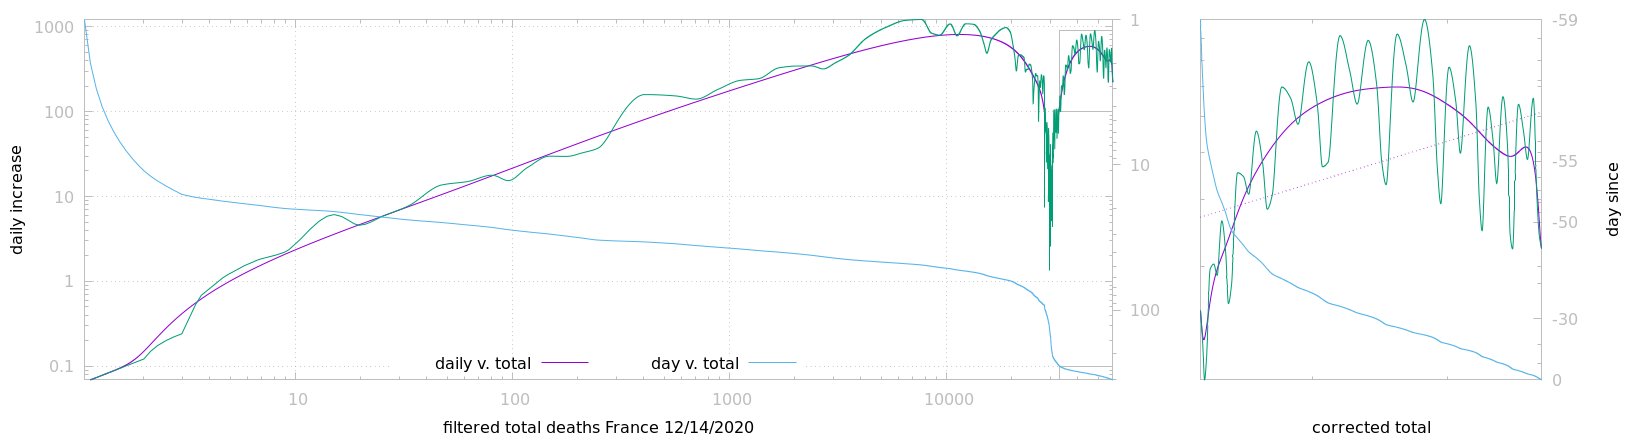 1000
100
10
1
0.1
daily increase
10
100
1000
10000
filtered total deaths France 12/14/2020
daily v. total
day v. total
1
10
100
-59
-55
-50
-30
0
day since
corrected total